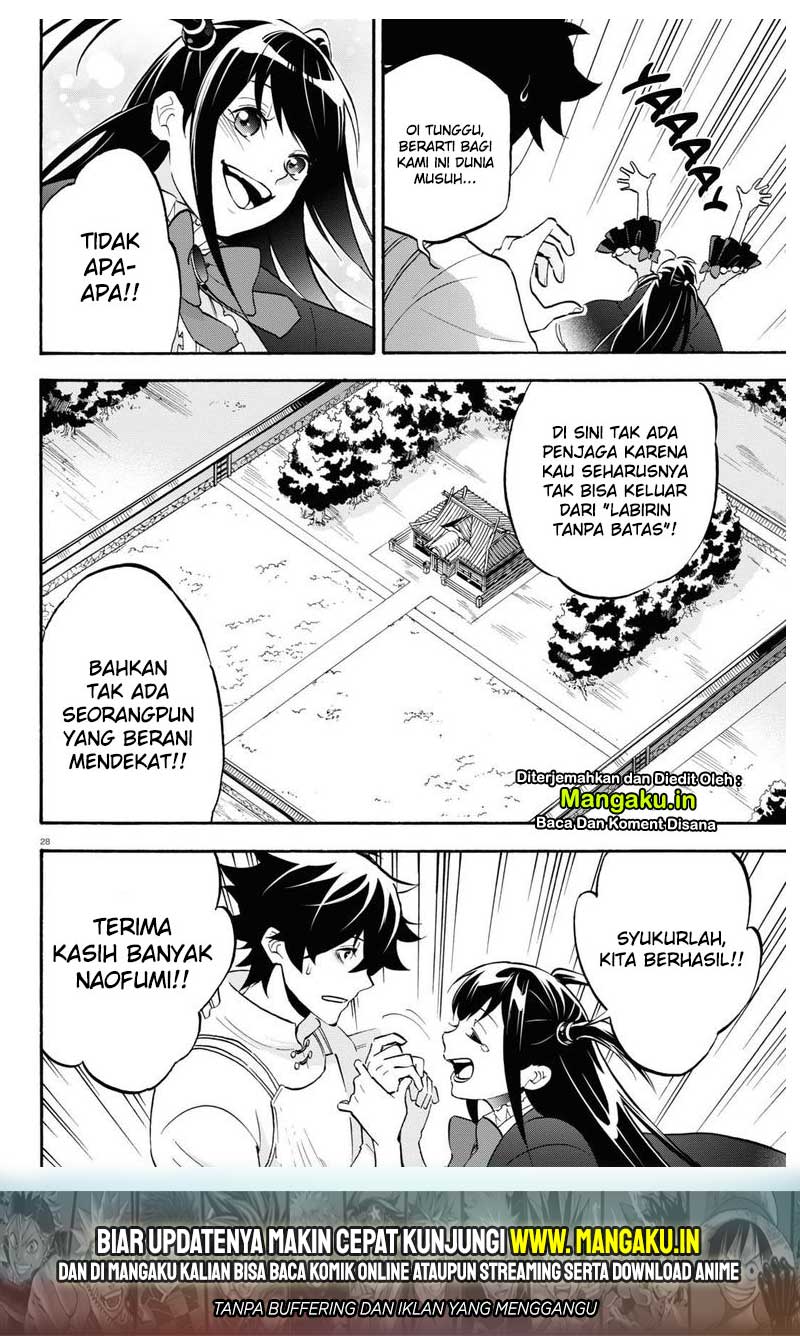 YAAAAY
OI TUNGGU,
BERARTI BAGI
KAMI INI DUNIA
MUSUH...
TIDAK
APA-
APA!!
DI SINI TAK ADA
PENJAGA KARENA
KAU SEHARUSNYA
TAK BISA KELUAR
DARI "LABIRIN
TANPA BATAS"!
BAHKAN
TAK ADA
SEORANGPUN
YANG BERANI
MENDEKAT!!
Diterjemahkan dan Diedit Oleh :
Mangaku.in
Baca Dan Koment Disana
28
SYUKURLAH,
KITA BERHASIL!!
TERIMA
KASIH BANYAK
NAOFUMI!!
BIAR UPDATENYA MAKIN CEPAT KUNJUNGI WWW. MANGAKU.IN
DAN DI MANGAKU KALIAN BISA BACA KOMIK ONLINE ATAUPUN STREAMING SERTA DOWNLOAD ANIME
TANPA BUFFERING DAN IKLAN YANG MENGGANGU